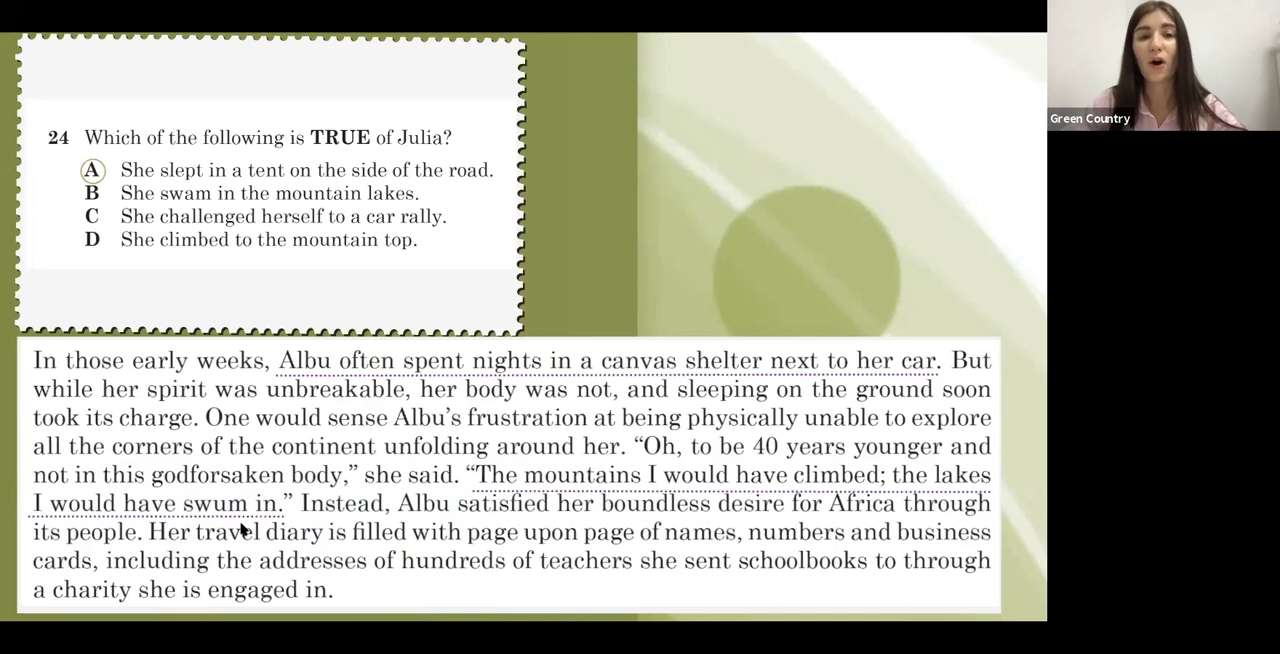 24 Which of the following is TRUE of Julia?
A She slept in a tent on the side of the road.
B She swam in the mountain lakes.
C She challenged herself to a car rally.
D She climbed to the mountain top.
In those early weeks, Albu often spent nights in a canvas shelter next to her car. But
while her spirit was unbreakable, her body was not, and sleeping on the ground soon
took its charge. One would sense Albu's frustration at being physically unable to explore
all the corners of the continent unfolding around her. “Oh, to be 40 years younger and
not in this godforsaken body,” she said. “The mountains I would have climbed; the lakes
I would have swum in.” Instead, Albu satisfied her boundless desire for Africa through
its people. Her travel diary is filled with page upon page of names, numbers and business
cards, including the addresses of hundreds of teachers she sent schoolbooks to through
a charity she is engaged in.
Green Country